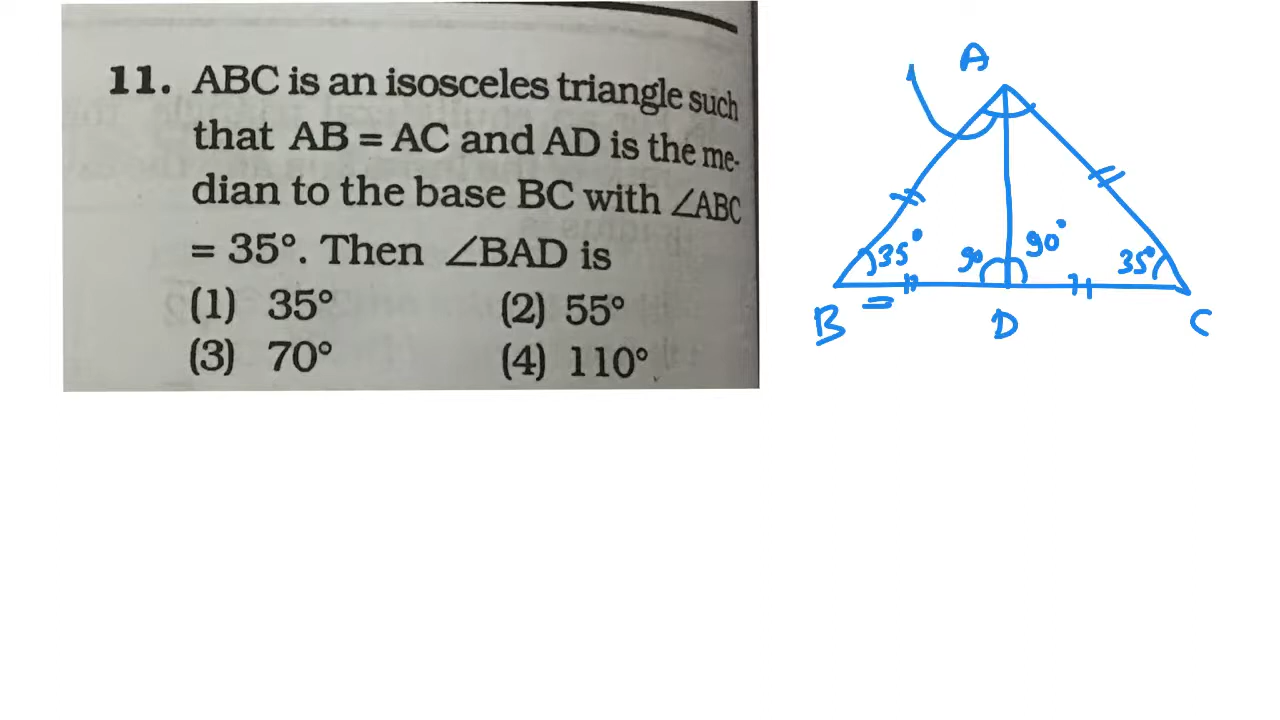 11. ABC is an isosceles triangle such
that AB = AC and AD is the me-
dian to the base BC with ∠ABC
= 35°. Then ∠BAD is
(1) 35° (2) 55°
(3) 70° (4) 110°
A
35° 90 90° 35°
B D C